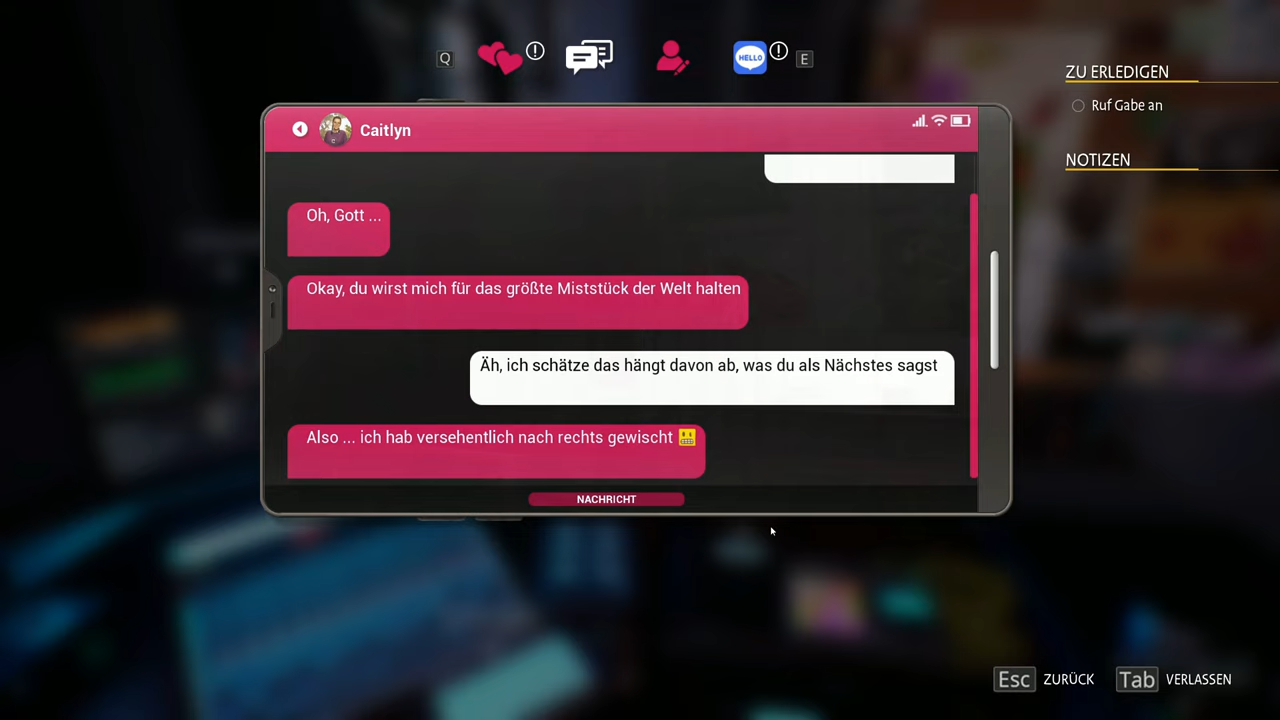 Q
HELLO
E
ZU ERLEDIGEN
Ruf Gabe an
NOTIZEN
Caitlyn
Oh, Gott ...
Okay, du wirst mich für das größte Miststück der Welt halten
Äh, ich schätze das hängt davon ab, was du als Nächstes sagst
Also ... ich hab versehentlich nach rechts gewischt 😬
NACHRICHT
Esc ZURÜCK Tab VERLASSEN